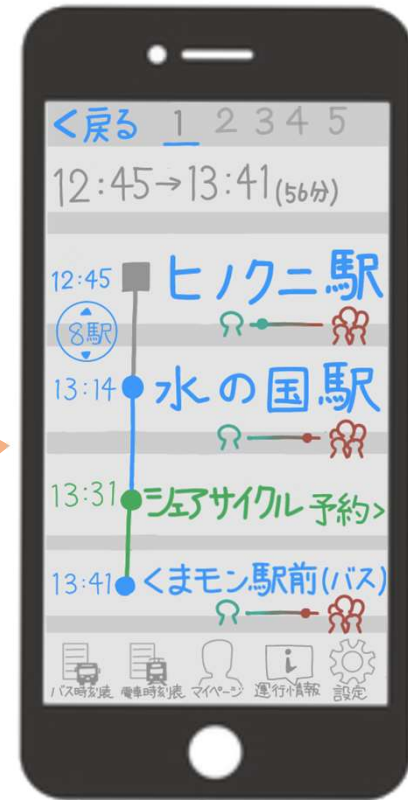 <戻る 1 2 3 4 5
12:45→13:41(56分)
12:45 ヒノクニ駅
8駅
13:14 水の国駅
13:31 シェアサイクル 予約>
13:41 くまモン駅前(バス)
バス時刻表 電車時刻表 マイページ 運行情報 設定